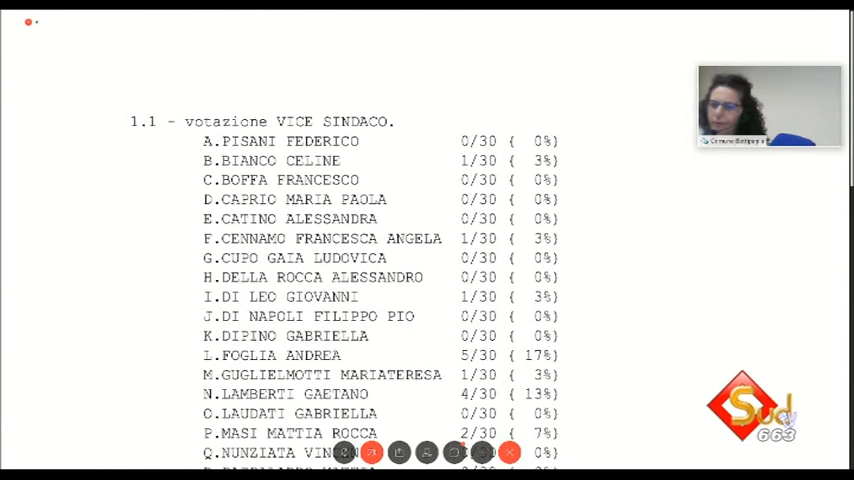 1.1 - votazione VICE SINDACO.
A.PISANI FEDERICO 0/30 ( 0%)
B.BIANCO CELINE 1/30 ( 3%)
C.BOFFA FRANCESCO 0/30 ( 0%)
D.CAPRIO MARIA PAOLA 0/30 ( 0%)
E.CATINO ALESSANDRA 0/30 ( 0%)
F.CENNAMO FRANCESCA ANGELA 1/30 ( 3%)
G.CUPO GAIA LUDOVICA 0/30 ( 0%)
H.DELLA ROCCA ALESSANDRO 0/30 ( 0%)
I.DI LEO GIOVANNI 1/30 ( 3%)
J.DI NAPOLI FILIPPO PIO 0/30 ( 0%)
K.DIPINO GABRIELLA 0/30 ( 0%)
L.FOGLIA ANDREA 5/30 ( 17%)
M.GUGLIELMOTTI MARIATERESA 1/30 ( 3%)
N.LAMBERTI GAETANO 4/30 ( 13%)
O.LAUDATI GABRIELLA 0/30 ( 0%)
P.MASI MATTIA ROCCA 2/30 ( 7%)
Q.NUNZIATA 0%)
Comune Battipaglia
Sud tv
663